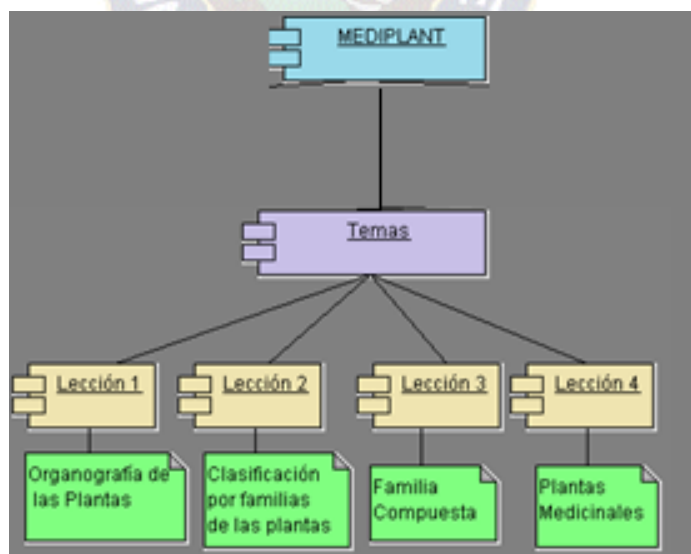 MEDIPLANT
Temas
Lección 1
Lección 2
Lección 3
Lección 4
Organografía de
las Plantas
Clasificación
por familias
de las plantas
Familia
Compuesta
Plantas
Medicinales